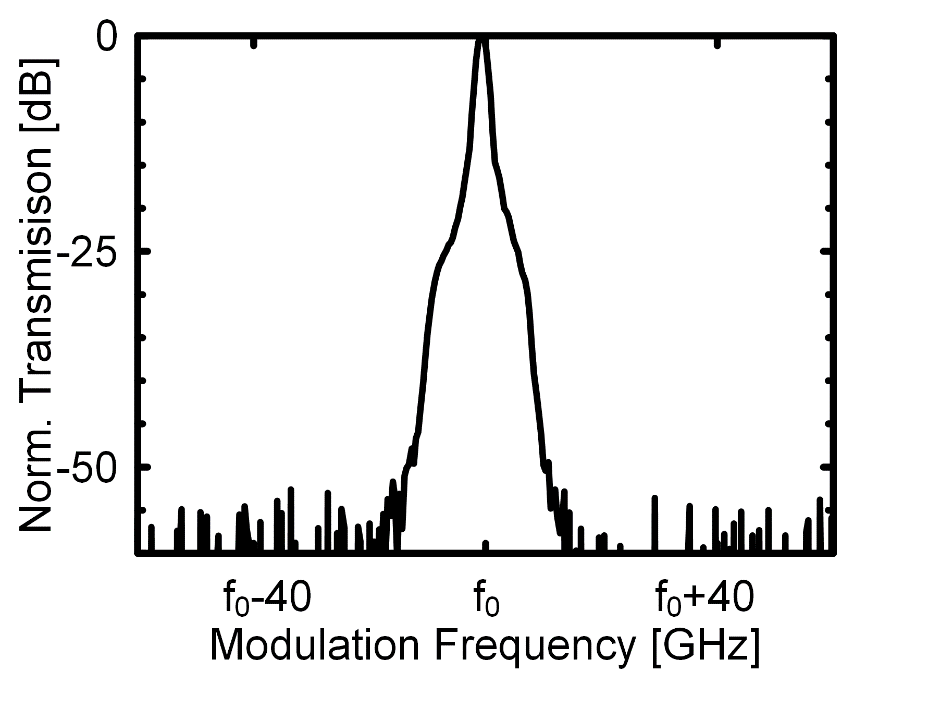 0
-25
-50
Norm. Transmisison [dB]
f₀-40 f₀ f₀+40
Modulation Frequency [GHz]